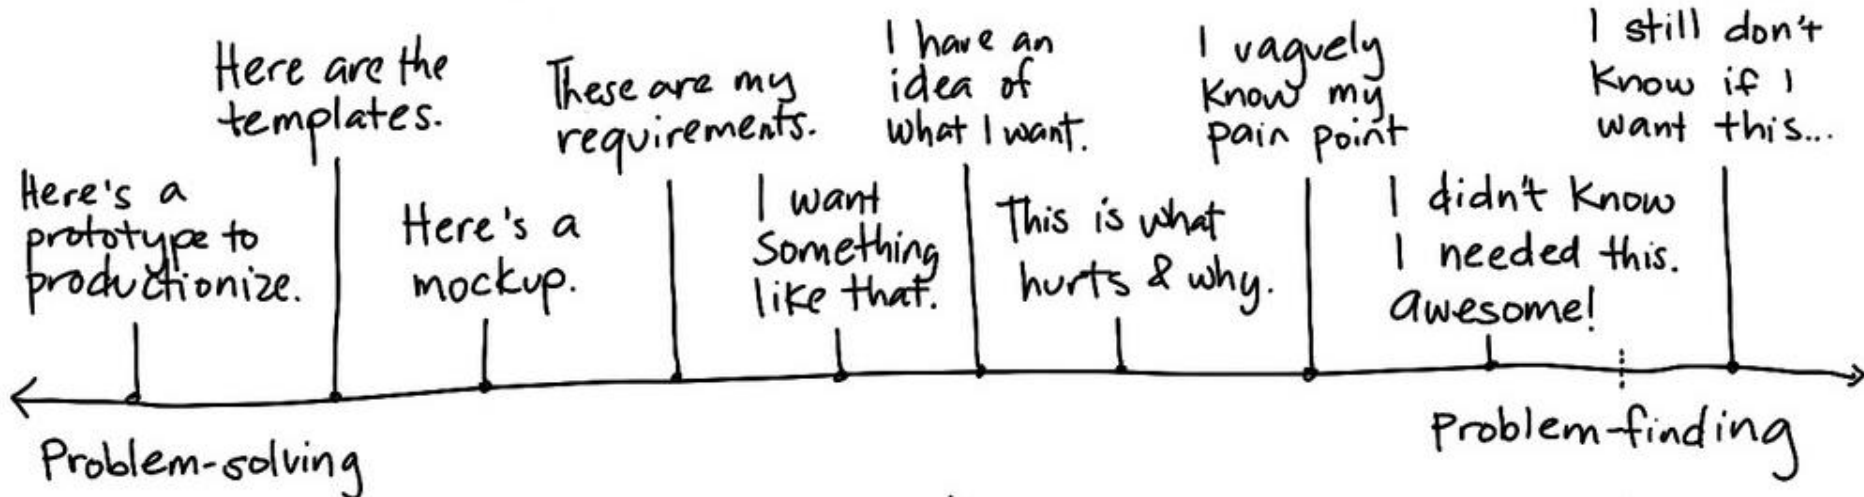 Here's a
prototype to
productionize.
Here are the
templates.
Here's a
mockup.
These are my
requirements.
I want
something
like that.
I have an
idea of
what I want.
This is what
hurts & why.
I vaguely
know my
pain point
I didn't know
I needed this.
Awesome!
I still don't
know if I
want this...
Problem-solving
Problem-finding